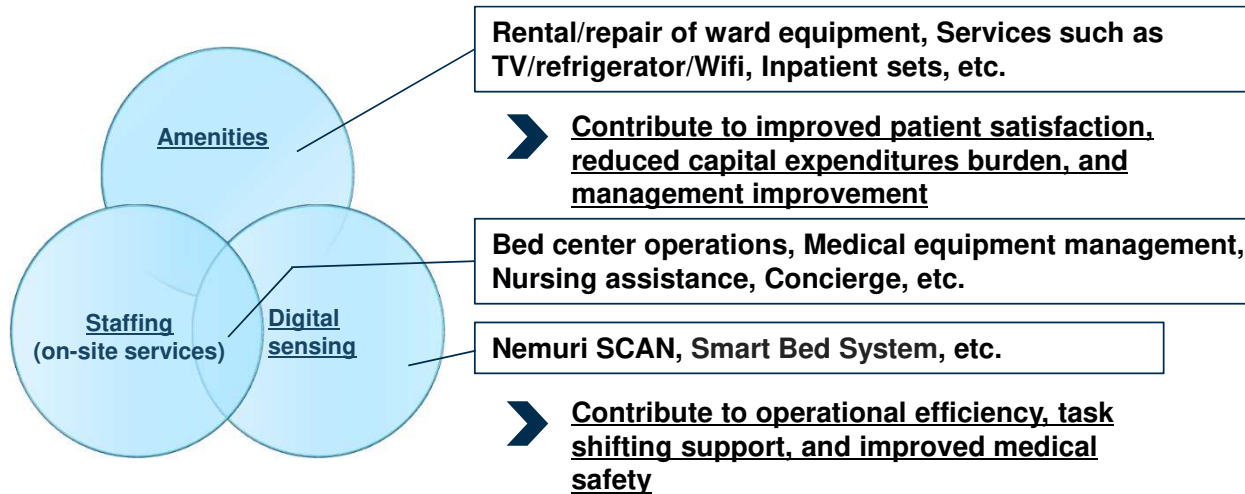 Rental/repair of ward equipment, Services such as
TV/refrigerator/Wifi, Inpatient sets, etc.
Amenities
Contribute to improved patient satisfaction,
reduced capital expenditures burden, and
management improvement
Bed center operations, Medical equipment management,
Nursing assistance, Concierge, etc.
Staffing
(on-site services)
Digital
sensing
Nemuri SCAN, Smart Bed System, etc.
Contribute to operational efficiency, task
shifting support, and improved medical
safety